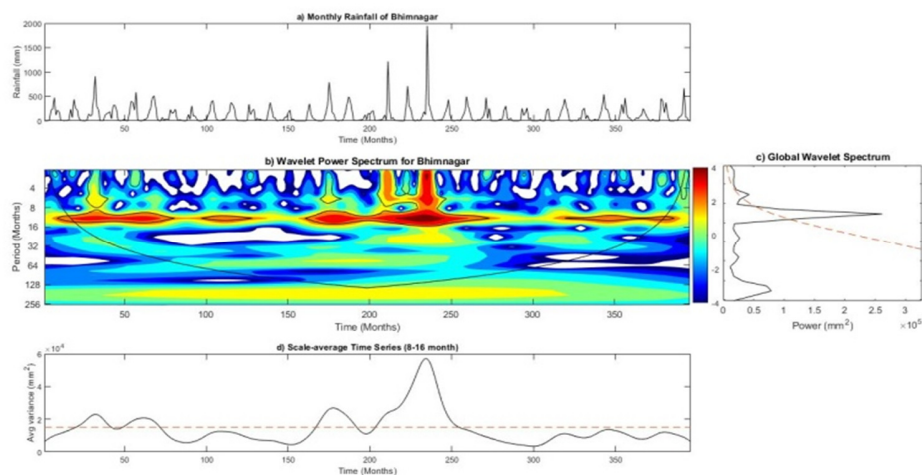 a) Monthly Rainfall of Bhimnagar
Rainfall (mm)
2000
1500
1000
500
0
50 100 150 200 250 300 350
Time (Months)
b) Wavelet Power Spectrum for Bhimnagar
Period (Months)
4
8
16
32
64
128
256
50 100 150 200 250 300 350
Time (Months)
4
2
0
-2
-4
c) Global Wavelet Spectrum
0 0.5 1 1.5 2 2.5 3
× 10⁵
Power (mm²)
d) Scale-average Time Series (8-16 month)
× 10⁴
Avg variance (mm²)
6
4
2
0
50 100 150 200 250 300 350
Time (Months)